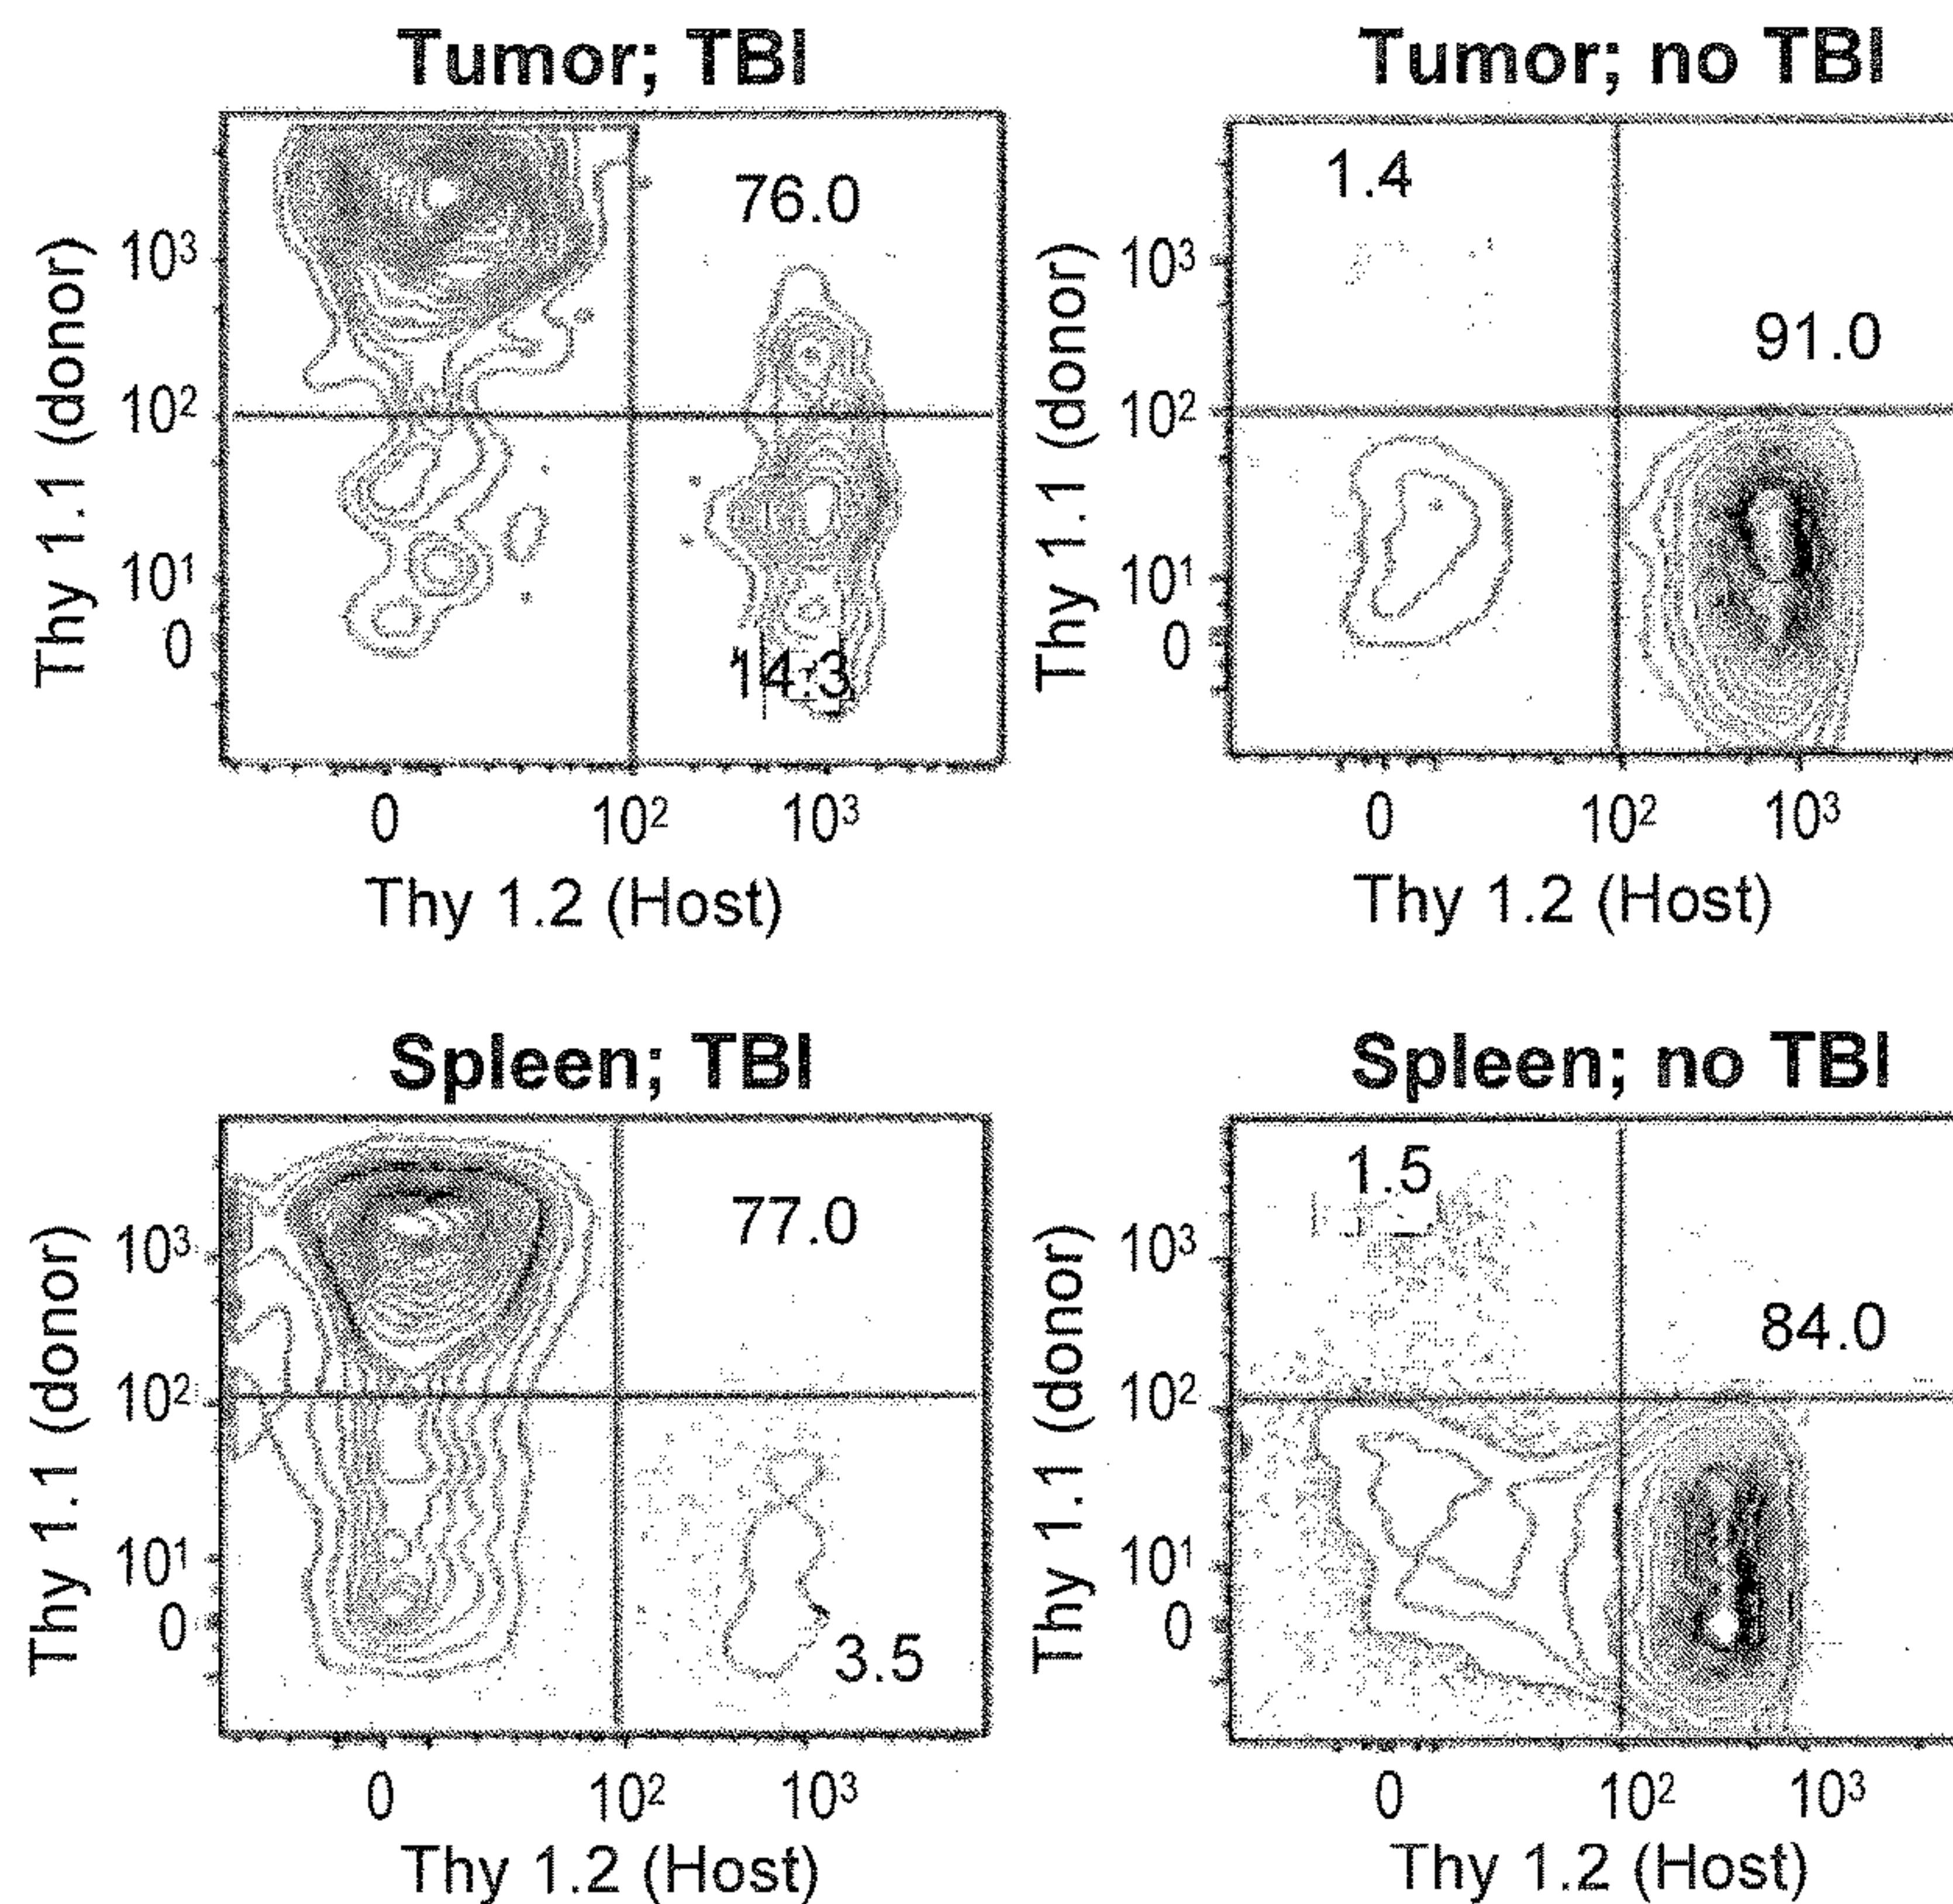 Tumor; TBI
76.0
14.3
10³
10²
10¹
0
Thy 1.1 (donor)
0 10² 10³
Thy 1.2 (Host)
Tumor; no TBI
1.4
91.0
10³
10²
10¹
0
Thy 1.1 (donor)
0 10² 10³
Thy 1.2 (Host)
Spleen; TBI
77.0
3.5
10³
10²
10¹
0
Thy 1.1 (donor)
0 10² 10³
Thy 1.2 (Host)
Spleen; no TBI
1.5
84.0
10³
10²
10¹
0
Thy 1.1 (donor)
0 10² 10³
Thy 1.2 (Host)